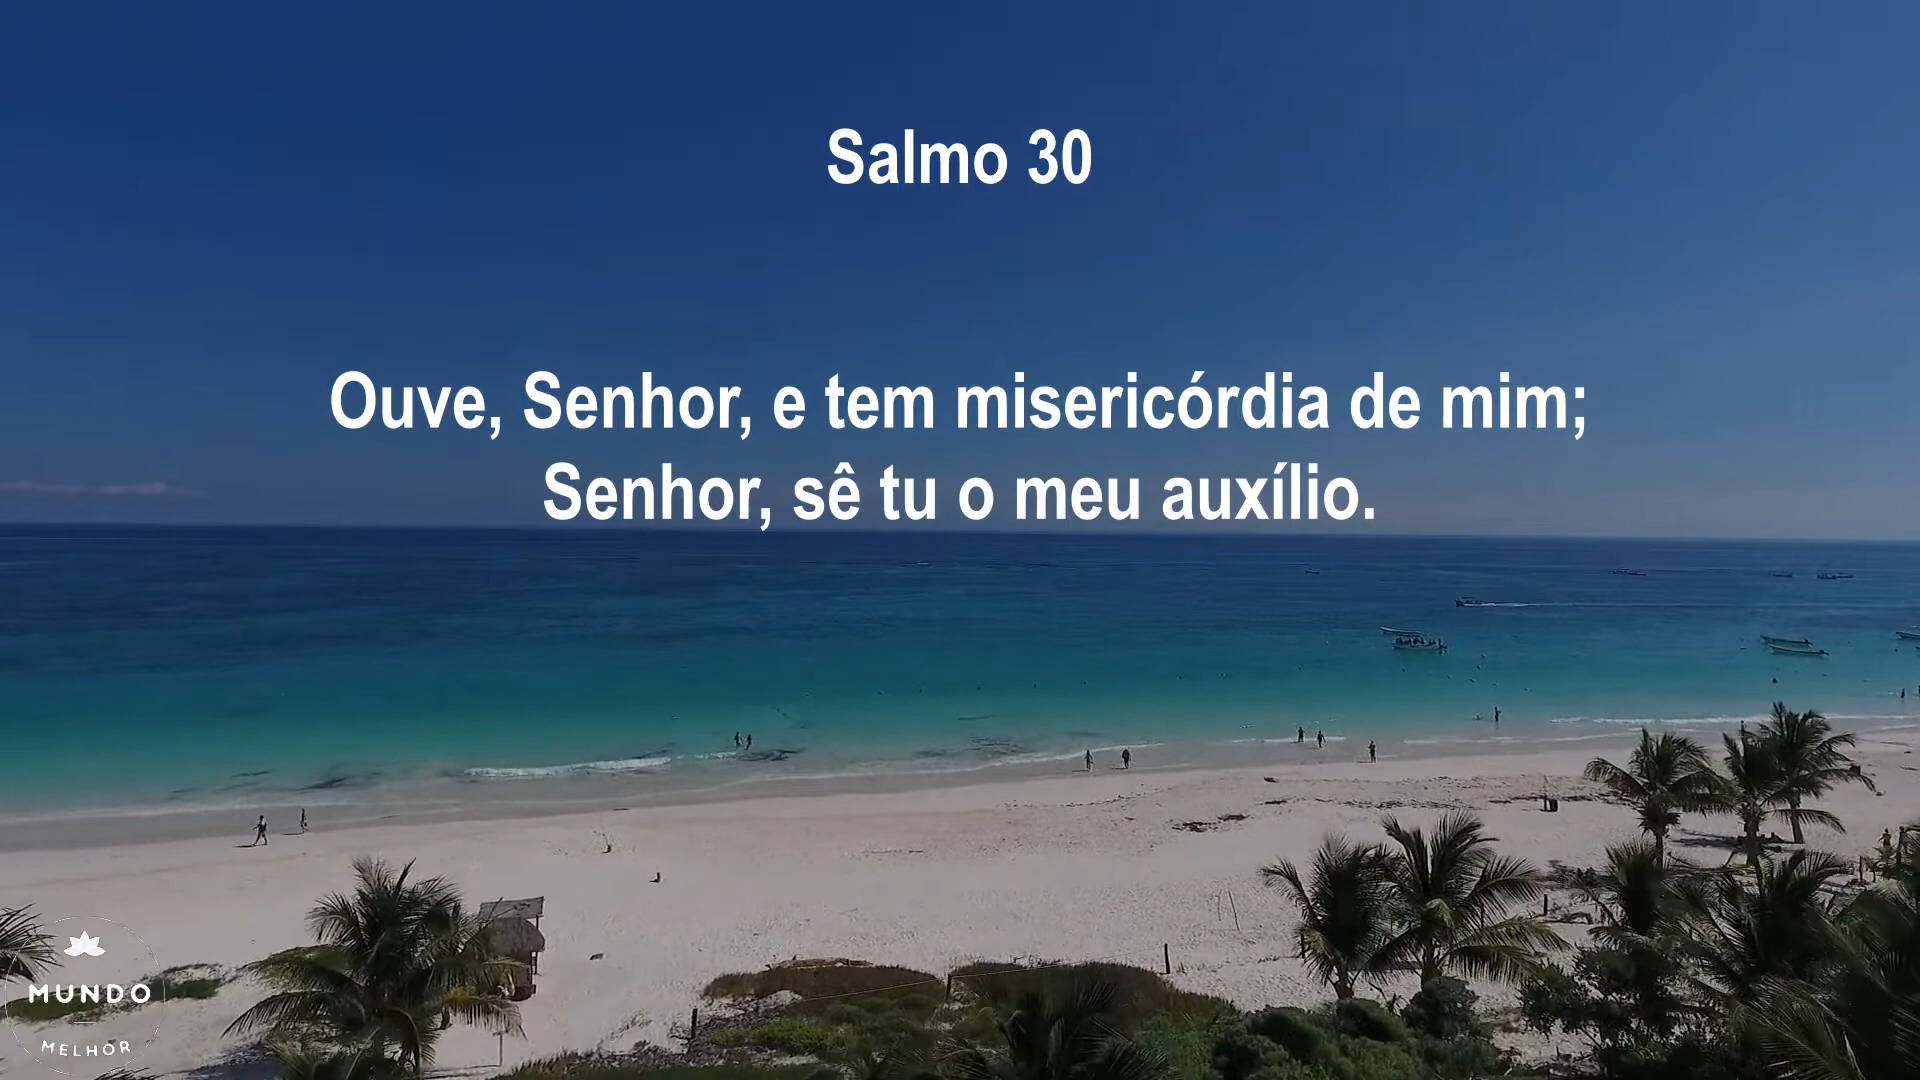 Salmo 30
Ouve, Senhor, e tem misericórdia de mim;
Senhor, sê tu o meu auxílio.
MUNDO
MELHOR